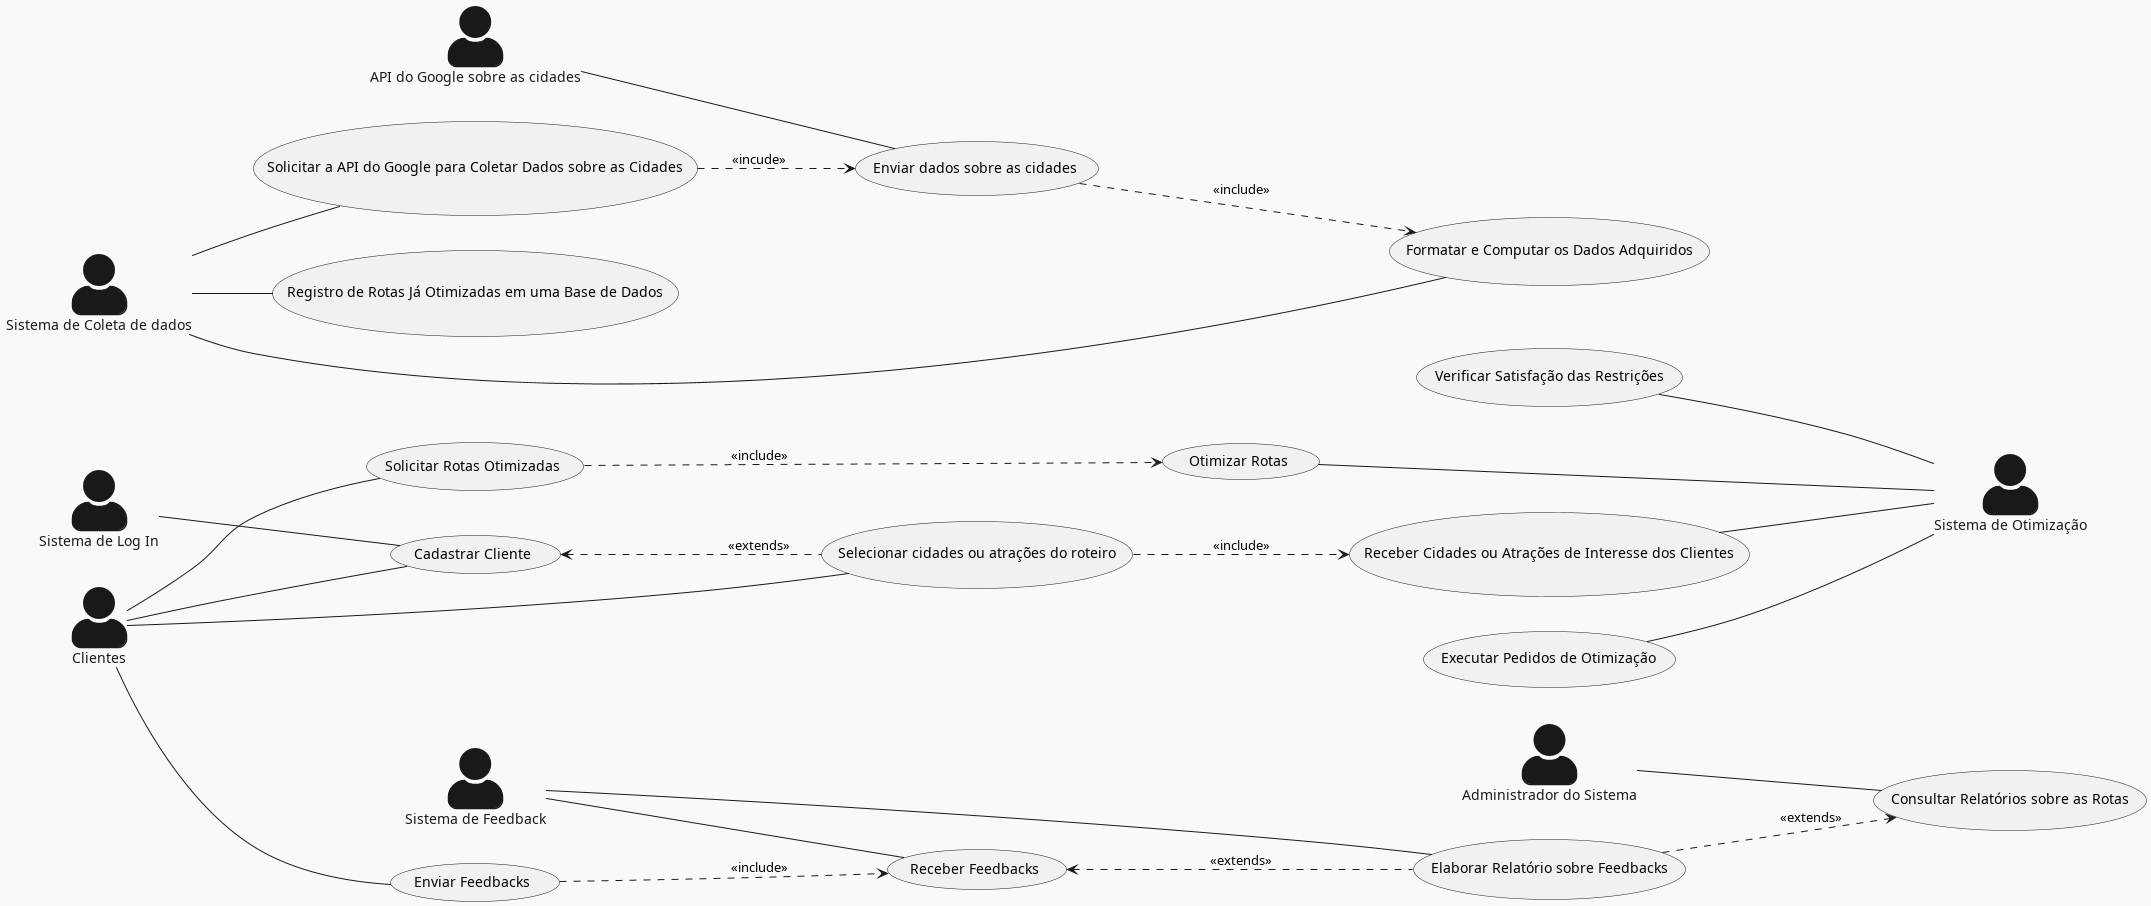 API do Google sobre as cidades
Solicitar a API do Google para Coletar Dados sobre as Cidades
«incude»
Enviar dados sobre as cidades
«include»
Formatar e Computar os Dados Adquiridos
Sistema de Coleta de dados
Registro de Rotas Já Otimizadas em uma Base de Dados
Verificar Satisfação das Restrições
Solicitar Rotas Otimizadas
«include»
Otimizar Rotas
Sistema de Otimização
Sistema de Log In
Cadastrar Cliente
«extends»
Selecionar cidades ou atrações do roteiro
«include»
Receber Cidades ou Atrações de Interesse dos Clientes
Clientes
Executar Pedidos de Otimização
Sistema de Feedback
Administrador do Sistema
Consultar Relatórios sobre as Rotas
«extends»
Enviar Feedbacks
«include»
Receber Feedbacks
«extends»
Elaborar Relatório sobre Feedbacks